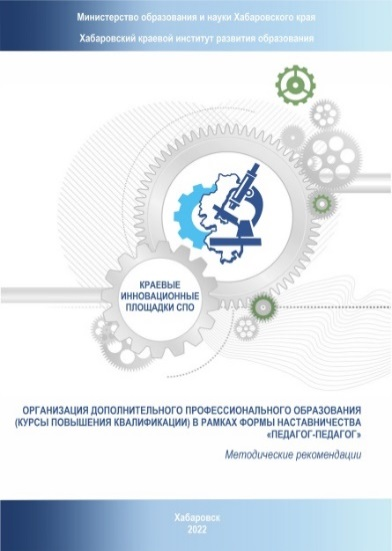 Министерство образования и науки Хабаровского края
Хабаровский краевой институт развития образования
КРАЕВЫЕ
ИННОВАЦИОННЫЕ
ПЛОЩАДКИ СПО
ОРГАНИЗАЦИЯ ДОПОЛНИТЕЛЬНОГО ПРОФЕССИОНАЛЬНОГО ОБРАЗОВАНИЯ
(КУРСЫ ПОВЫШЕНИЯ КВАЛИФИКАЦИИ) В РАМКАХ ФОРМЫ НАСТАВНИЧЕСТВА
«ПЕДАГОГ-ПЕДАГОГ»
Методические рекомендации
Хабаровск
2022